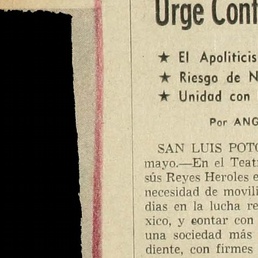 Urge Conf
★ El Apoliticis
★ Riesgo de N
★ Unidad con
Por ANG
SAN LUIS POTO
mayo.—En el Teat
sús Reyes Heroles e
necesidad de movili
dias en la lucha re
xico, y contar con
una sociedad más
diente, con firmes